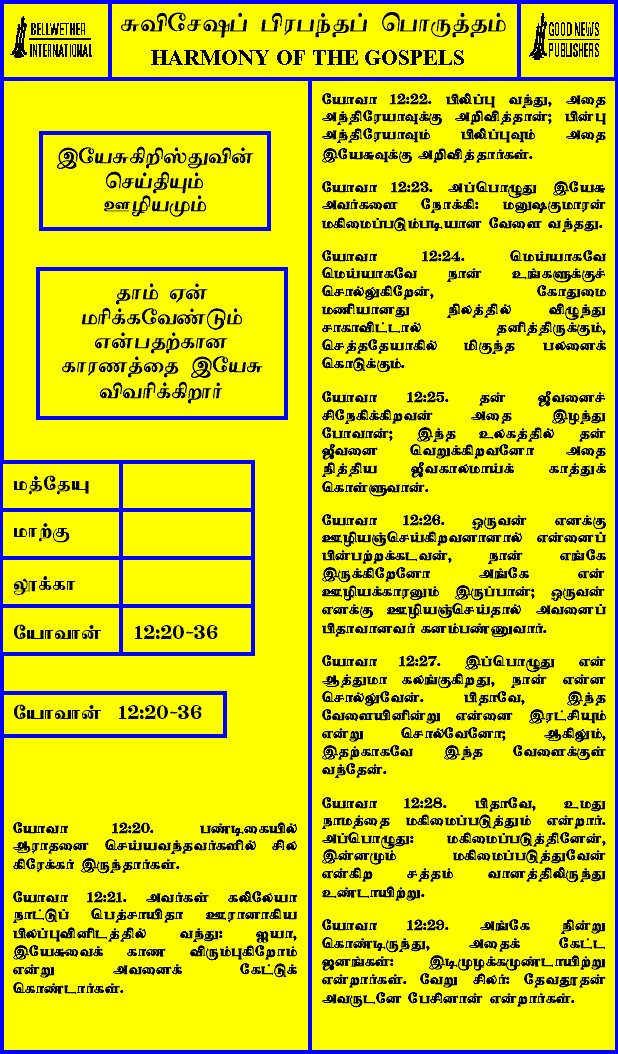 BELLWETHER
INTERNATIONAL
சுவிசேஷப் பிரபந்தப் பொருத்தம்
HARMONY OF THE GOSPELS
GOOD NEWS
PUBLISHERS
இயேசுகிறிஸ்துவின்
செய்தியும்
ஊழியமும்
தாம் ஏன்
மரிக்கவேண்டும்
என்பதற்கான
காரணத்தை இயேசு
விவரிக்கிறார்
மத்தேயு
மாற்கு
லூக்கா
யோவான் 12:20-36
யோவான் 12:20-36
யோவா 12:20. பண்டிகையில்
ஆராதனை செய்யவந்தவர்களில் சில
கிரேக்கர் இருந்தார்கள்.
யோவா 12:21. அவர்கள் கலிலேயா
நாட்டுப் பெத்சாயிதா ஊரானாகிய
பிலிப்புவினிடத்தில் வந்து: ஐயா,
இயேசுவைக் காண விரும்புகிறோம்
என்று அவனைக் கேட்டுக்
கொண்டார்கள்.
யோவா 12:22. பிலிப்பு வந்து, அதை
அந்திரேயாவுக்கு அறிவித்தான்; பின்பு
அந்திரேயாவும் பிலிப்புவும் அதை
இயேசுவுக்கு அறிவித்தார்கள்.
யோவா 12:23. அப்பொழுது இயேசு
அவர்களை நோக்கி: மனுஷகுமாரன்
மகிமைப்படும்படியான வேளை வந்தது.
யோவா 12:24. மெய்யாகவே
மெய்யாகவே நான் உங்களுக்குச்
சொல்லுகிறேன், கோதுமை
மணியானது நிலத்தில் விழுந்து
சாகாவிட்டால் தனித்திருக்கும்,
செத்ததேயாகில் மிகுந்த பலனைக்
கொடுக்கும்.
யோவா 12:25. தன் ஜீவனைச்
சிநேகிக்கிறவன் அதை இழந்து
போவான்; இந்த உலகத்தில் தன்
ஜீவனை வெறுக்கிறவனோ அதை
நித்திய ஜீவகாலமாய்க் காத்துக்
கொள்ளுவான்.
யோவா 12:26. ஒருவன் எனக்கு
ஊழியஞ்செய்கிறவனானால் என்னைப்
பின்பற்றக்கடவன், நான் எங்கே
இருக்கிறேனோ அங்கே என்
ஊழியக்காரனும் இருப்பான்; ஒருவன்
எனக்கு ஊழியஞ்செய்தால் அவனைப்
பிதாவானவர் கனம்பண்ணுவார்.
யோவா 12:27. இப்பொழுது என்
ஆத்துமா கலங்குகிறது, நான் என்ன
சொல்லுவேன். பிதாவே, இந்த
வேளையினின்று என்னை இரட்சியும்
என்று சொல்வேனோ; ஆகிலும்,
இதற்காகவே இந்த வேளைக்குள்
வந்தேன்.
யோவா 12:28. பிதாவே, உமது
நாமத்தை மகிமைப்படுத்தும் என்றார்.
அப்பொழுது: மகிமைப்படுத்தினேன்,
இன்னமும் மகிமைப்படுத்துவேன்
என்கிற சத்தம் வானத்திலிருந்து
உண்டாயிற்று.
யோவா 12:29. அங்கே நின்று
கொண்டிருந்து, அதைக் கேட்ட
ஜனங்கள்: இடிமுழக்கமுண்டாயிற்று
என்றார்கள். வேறு சிலர்: தேவதூதன்
அவருடனே பேசினான் என்றார்கள்.